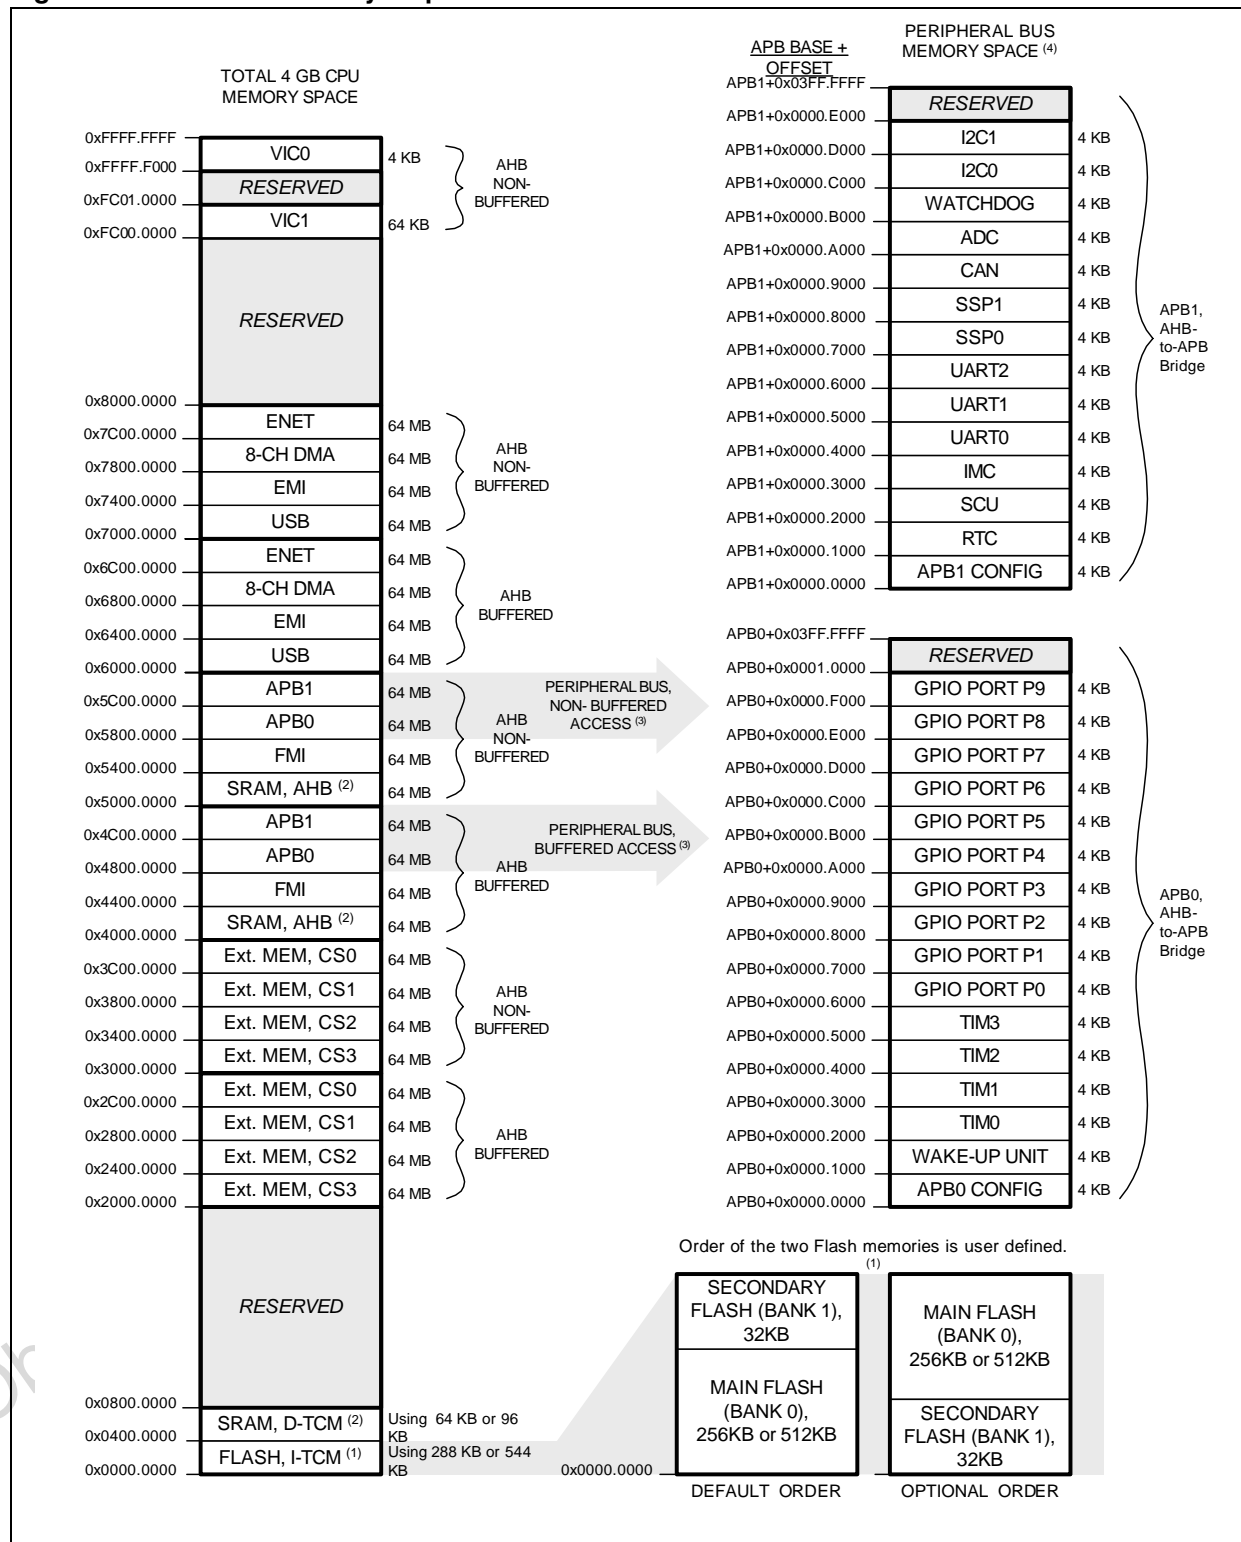 TOTAL 4 GB CPU
MEMORY SPACE
0xFFFF.FFFF
VIC0
4 KB
0xFFFF.F000
RESERVED
0xFC01.0000
VIC1
64 KB
0xFC00.0000
AHB
NON-
BUFFERED
RESERVED
0x8000.0000
ENET
64 MB
0x7C00.0000
8-CH DMA
64 MB
0x7800.0000
EMI
64 MB
0x7400.0000
USB
64 MB
0x7000.0000
AHB
NON-
BUFFERED
ENET
64 MB
0x6C00.0000
8-CH DMA
64 MB
0x6800.0000
EMI
64 MB
0x6400.0000
USB
64 MB
0x6000.0000
AHB
BUFFERED
APB1
64 MB
0x5C00.0000
APB0
64 MB
0x5800.0000
FMI
64 MB
0x5400.0000
SRAM, AHB (2)
64 MB
0x5000.0000
AHB
NON-
BUFFERED
PERIPHERAL BUS,
NON- BUFFERED
ACCESS (3)
APB1
64 MB
0x4C00.0000
APB0
64 MB
0x4800.0000
FMI
64 MB
0x4400.0000
SRAM, AHB (2)
64 MB
0x4000.0000
AHB
BUFFERED
PERIPHERAL BUS,
BUFFERED ACCESS (3)
Ext. MEM, CS0
64 MB
0x3C00.0000
Ext. MEM, CS1
64 MB
0x3800.0000
Ext. MEM, CS2
64 MB
0x3400.0000
Ext. MEM, CS3
64 MB
0x3000.0000
AHB
NON-
BUFFERED
Ext. MEM, CS0
64 MB
0x2C00.0000
Ext. MEM, CS1
64 MB
0x2800.0000
Ext. MEM, CS2
64 MB
0x2400.0000
Ext. MEM, CS3
64 MB
0x2000.0000
AHB
BUFFERED
RESERVED
0x0800.0000
SRAM, D-TCM (2)
Using 64 KB or 96
KB
0x0400.0000
FLASH, I-TCM (1)
Using 288 KB or 544
KB
0x0000.0000
APB BASE +
OFFSET
PERIPHERAL BUS
MEMORY SPACE (4)
APB1+0x03FF.FFFF
RESERVED
APB1+0x0000.E000
I2C1
4 KB
APB1+0x0000.D000
I2C0
4 KB
APB1+0x0000.C000
WATCHDOG
4 KB
APB1+0x0000.B000
ADC
4 KB
APB1+0x0000.A000
CAN
4 KB
APB1+0x0000.9000
SSP1
4 KB
APB1+0x0000.8000
SSP0
4 KB
APB1+0x0000.7000
UART2
4 KB
APB1+0x0000.6000
UART1
4 KB
APB1+0x0000.5000
UART0
4 KB
APB1+0x0000.4000
IMC
4 KB
APB1+0x0000.3000
SCU
4 KB
APB1+0x0000.2000
RTC
4 KB
APB1+0x0000.1000
APB1 CONFIG
4 KB
APB1+0x0000.0000
APB1,
AHB-
to-APB
Bridge
APB0+0x03FF.FFFF
RESERVED
APB0+0x0001.0000
GPIO PORT P9
4 KB
APB0+0x0000.F000
GPIO PORT P8
4 KB
APB0+0x0000.E000
GPIO PORT P7
4 KB
APB0+0x0000.D000
GPIO PORT P6
4 KB
APB0+0x0000.C000
GPIO PORT P5
4 KB
APB0+0x0000.B000
GPIO PORT P4
4 KB
APB0+0x0000.A000
GPIO PORT P3
4 KB
APB0+0x0000.9000
GPIO PORT P2
4 KB
APB0+0x0000.8000
GPIO PORT P1
4 KB
APB0+0x0000.7000
GPIO PORT P0
4 KB
APB0+0x0000.6000
TIM3
4 KB
APB0+0x0000.5000
TIM2
4 KB
APB0+0x0000.4000
TIM1
4 KB
APB0+0x0000.3000
TIM0
4 KB
APB0+0x0000.2000
WAKE-UP UNIT
4 KB
APB0+0x0000.1000
APB0 CONFIG
4 KB
APB0+0x0000.0000
APB0,
AHB-
to-APB
Bridge
Order of the two Flash memories is user defined.
(1)
SECONDARY
FLASH (BANK 1),
32KB
MAIN FLASH
(BANK 0),
256KB or 512KB
0x0000.0000
DEFAULT ORDER
MAIN FLASH
(BANK 0),
256KB or 512KB
SECONDARY
FLASH (BANK 1),
32KB
OPTIONAL ORDER